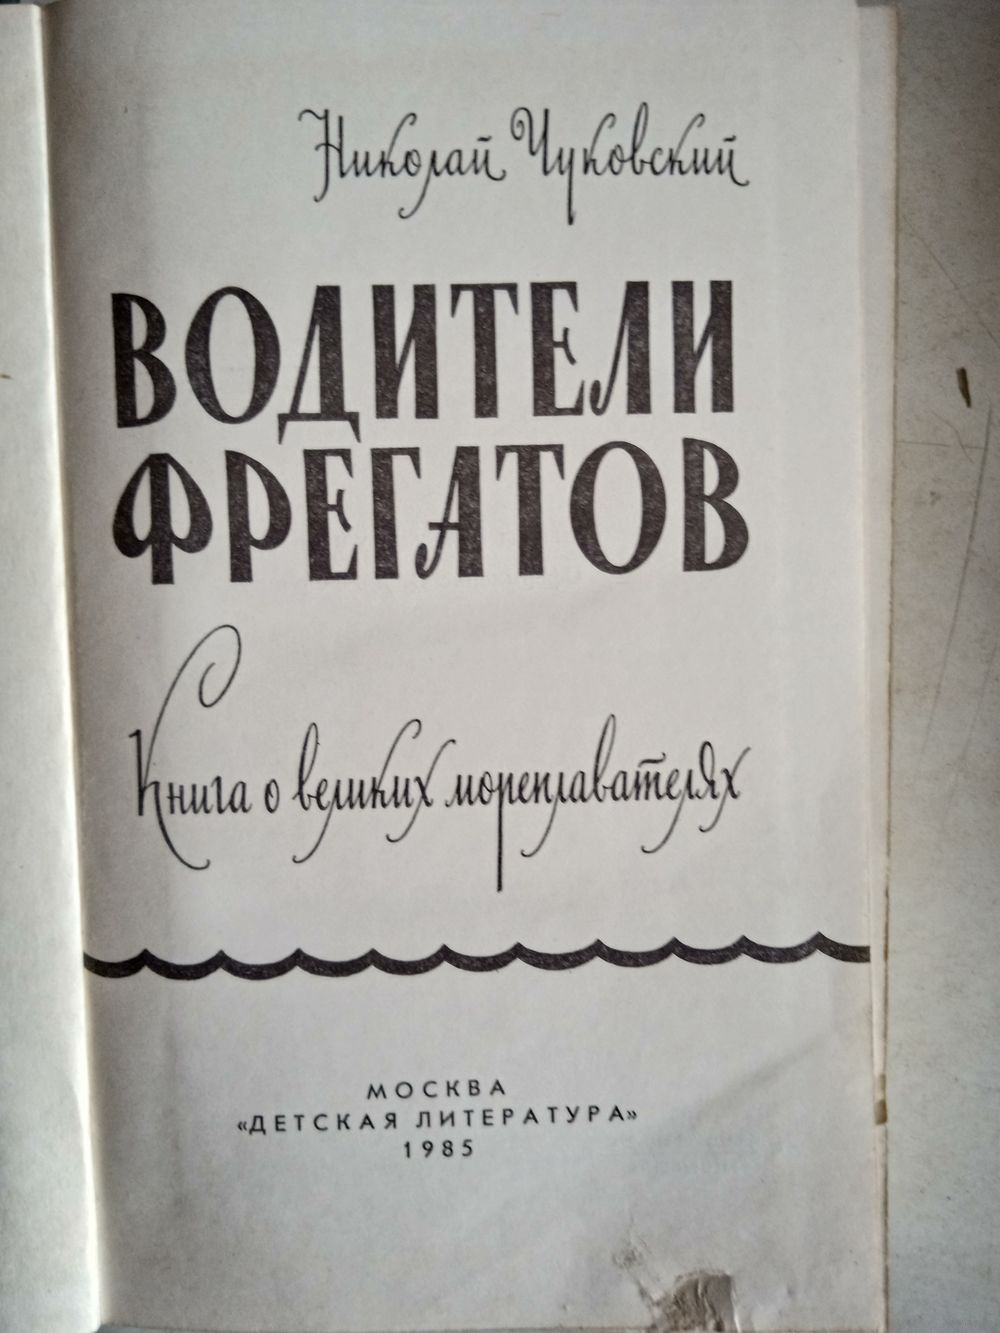 Николай Чуковский
ВОДИТЕЛИ
ФРЕГАТОВ
Книга о великих мореплавателях
МОСКВА
«ДЕТСКАЯ ЛИТЕРАТУРА»
1985